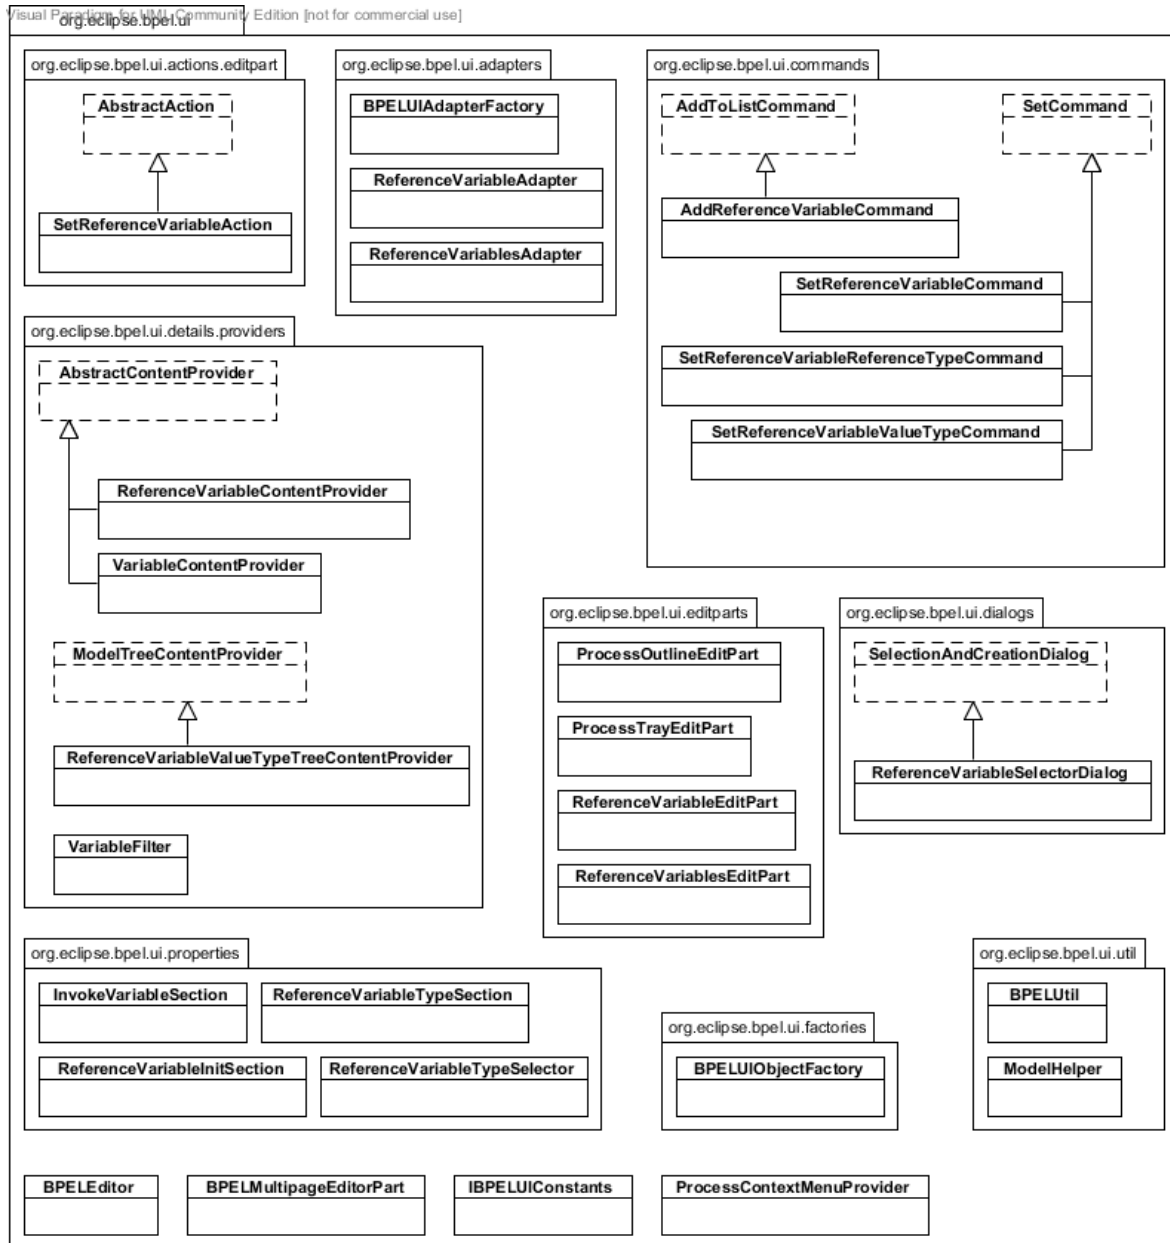 Visual Paradigm for UML Community Edition [not for commercial use]
org.eclipse.bpel.ui
org.eclipse.bpel.ui.actions.editpart
AbstractAction
SetReferenceVariableAction
org.eclipse.bpel.ui.adapters
BPELUIAdapterFactory
ReferenceVariableAdapter
ReferenceVariablesAdapter
org.eclipse.bpel.ui.commands
AddToListCommand
SetCommand
AddReferenceVariableCommand
SetReferenceVariableCommand
SetReferenceVariableReferenceTypeCommand
SetReferenceVariableValueTypeCommand
org.eclipse.bpel.ui.details.providers
AbstractContentProvider
ReferenceVariableContentProvider
VariableContentProvider
ModelTreeContentProvider
ReferenceVariableValueTypeTreeContentProvider
VariableFilter
org.eclipse.bpel.ui.editparts
ProcessOutlineEditPart
ProcessTrayEditPart
ReferenceVariableEditPart
ReferenceVariablesEditPart
org.eclipse.bpel.ui.dialogs
SelectionAndCreationDialog
ReferenceVariableSelectorDialog
org.eclipse.bpel.ui.properties
InvokeVariableSection
ReferenceVariableTypeSection
ReferenceVariableInitSection
ReferenceVariableTypeSelector
org.eclipse.bpel.ui.factories
BPELUIObjectFactory
org.eclipse.bpel.ui.util
BPELUtil
ModelHelper
BPELEditor
BPELMultipageEditorPart
IBPELUIConstants
ProcessContextMenuProvider